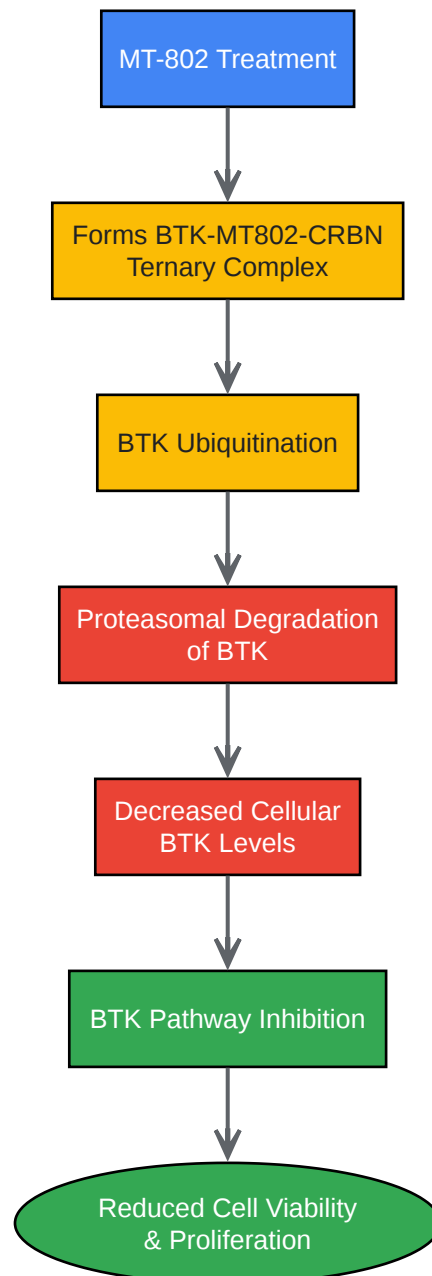 MT-802 Treatment
Forms BTK-MT802-CRBN
Ternary Complex
BTK Ubiquitination
Proteasomal Degradation
of BTK
Decreased Cellular
BTK Levels
BTK Pathway Inhibition
Reduced Cell Viability
& Proliferation